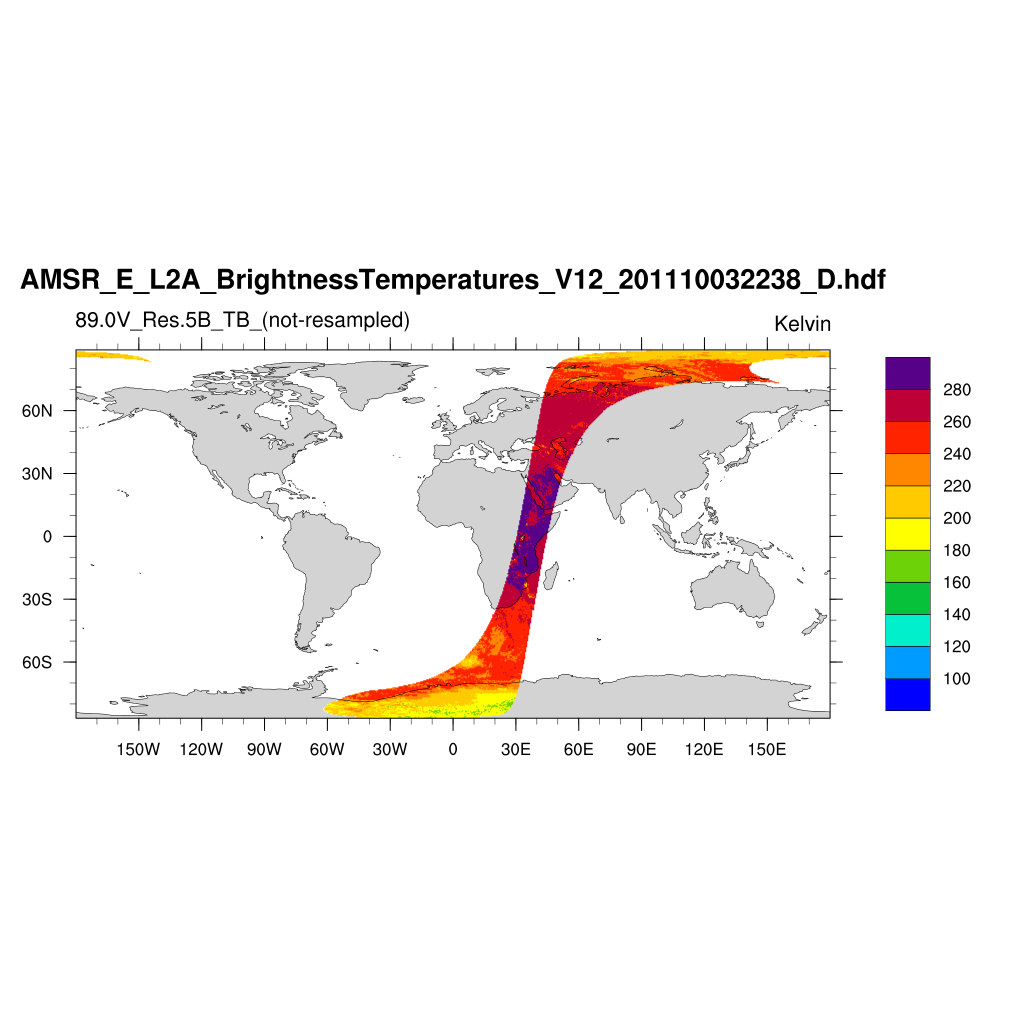 AMSR_E_L2A_BrightnessTemperatures_V12_201110032238_D.hdf
89.0V_Res.5B_TB_(not-resampled)
Kelvin
60N
30N
0
30S
60S
150W 120W 90W 60W 30W 0 30E 60E 90E 120E 150E
280
260
240
220
200
180
160
140
120
100